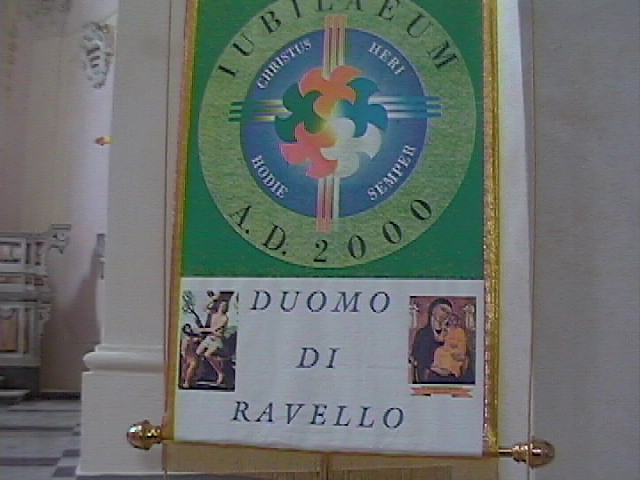 IUBILAEUM
CHRISTUS HERI
HODIE SEMPER
A.D. 2000
DUOMO
DI
RAVELLO